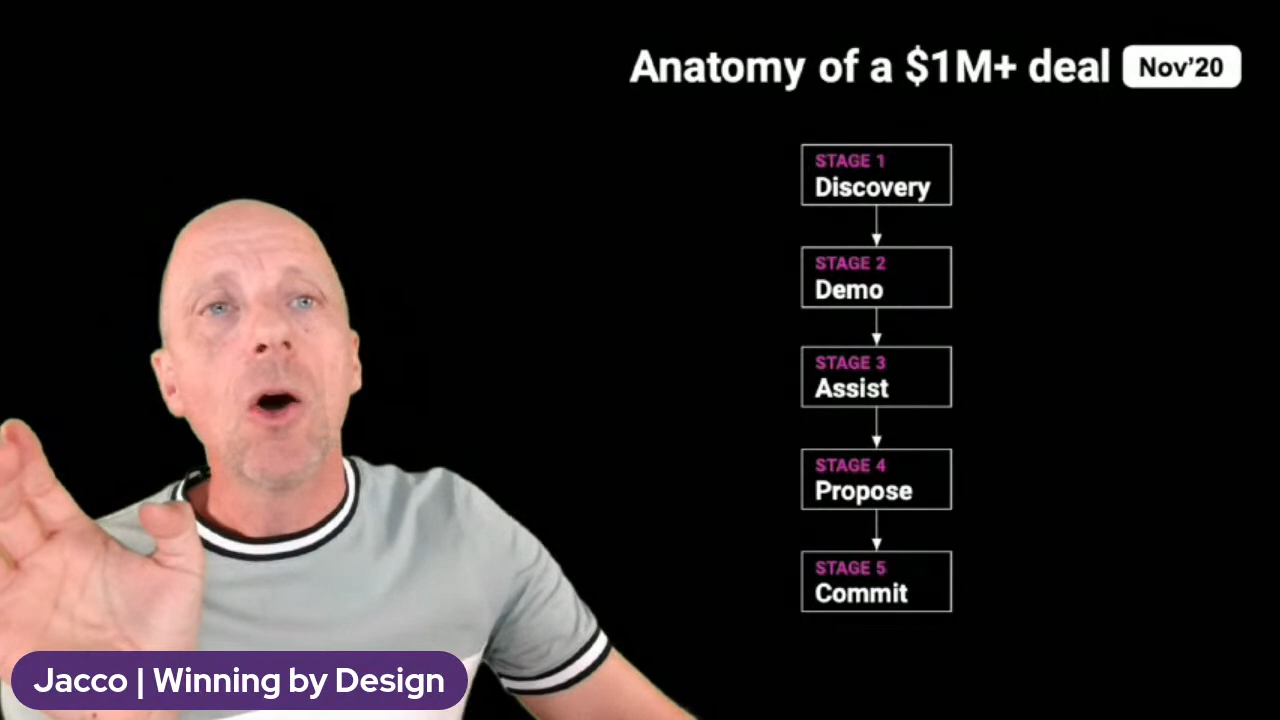 Anatomy of a $1M+ deal Nov'20
STAGE 1
Discovery
STAGE 2
Demo
STAGE 3
Assist
STAGE 4
Propose
STAGE 5
Commit
Jacco | Winning by Design